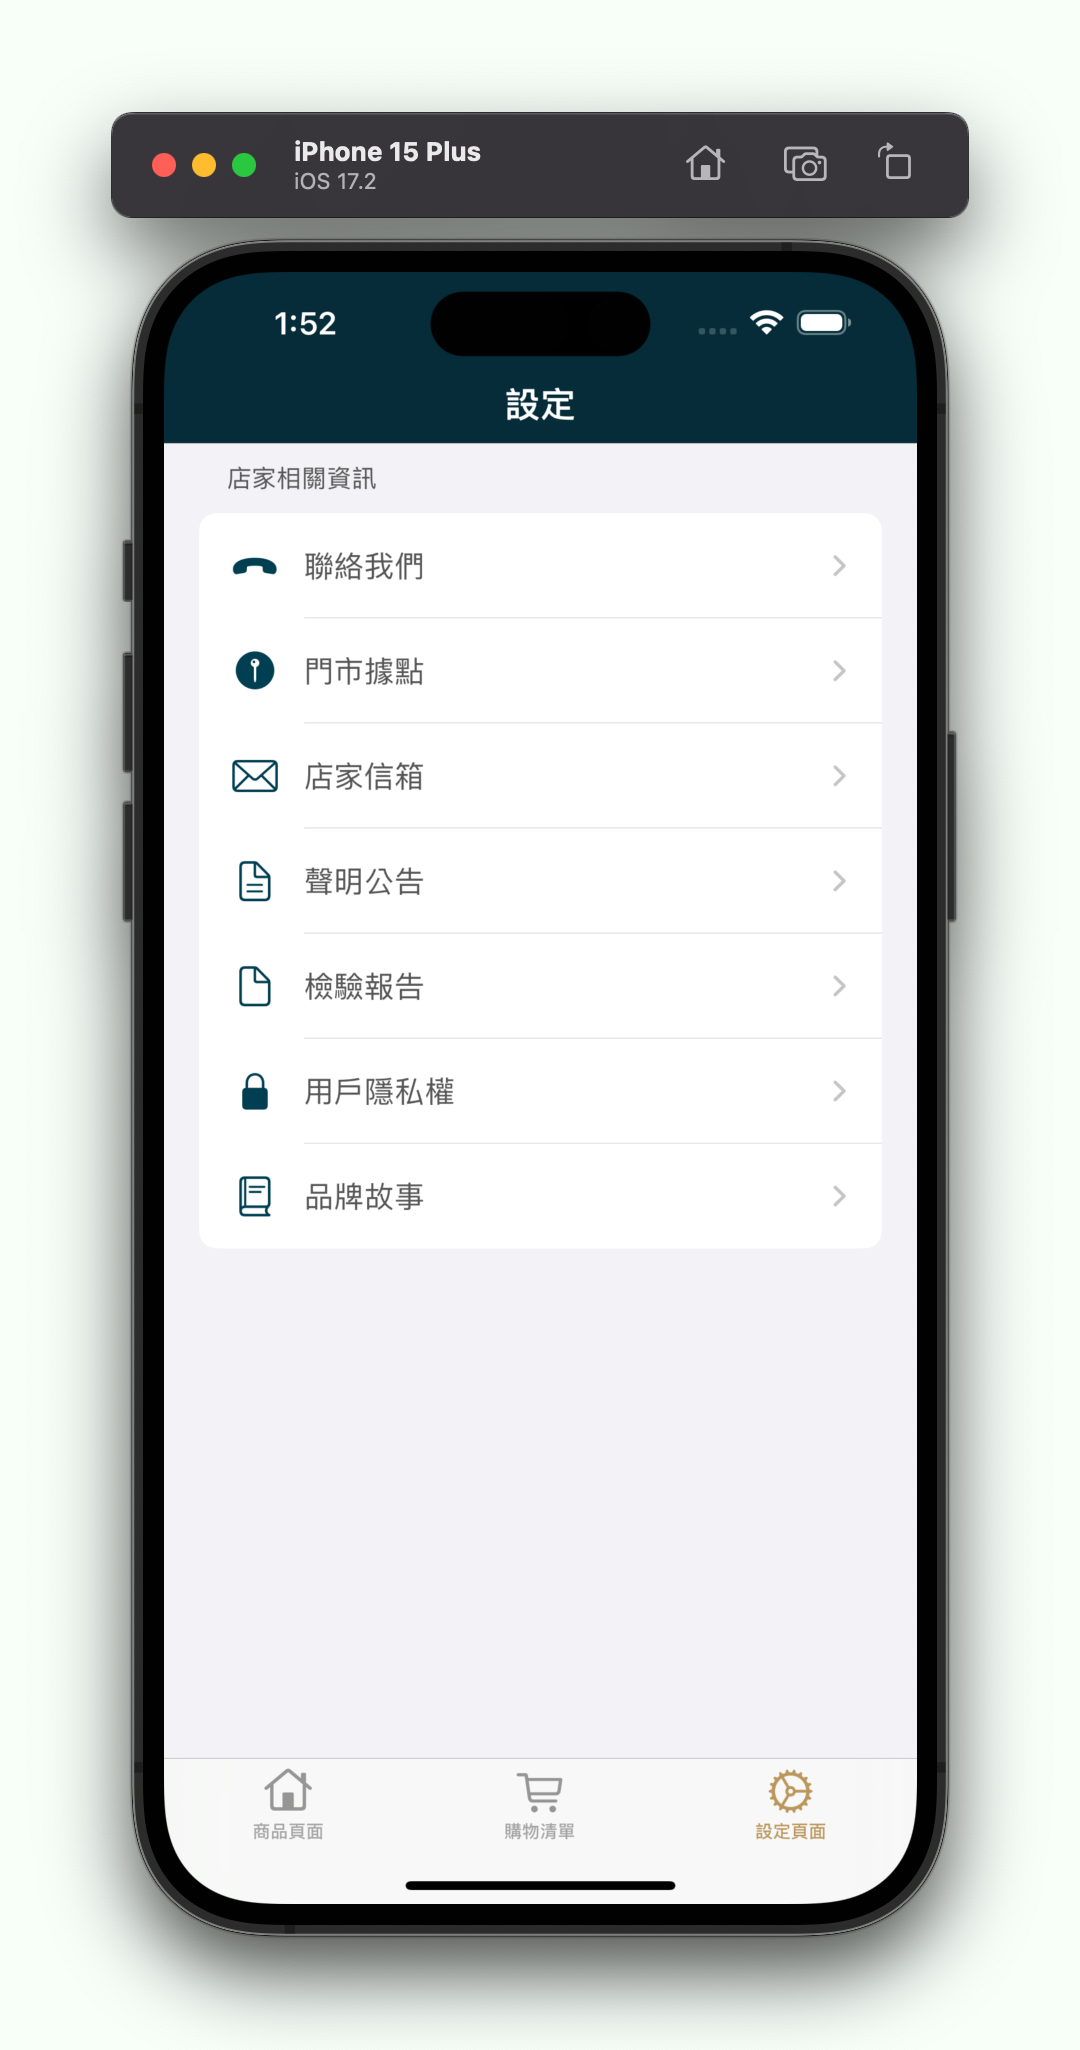 iPhone 15 Plus
iOS 17.2
1:52
設定
店家相關資訊
聯絡我們
門市據點
店家信箱
聲明公告
檢驗報告
用戶隱私權
品牌故事
商品頁面
購物清單
設定頁面